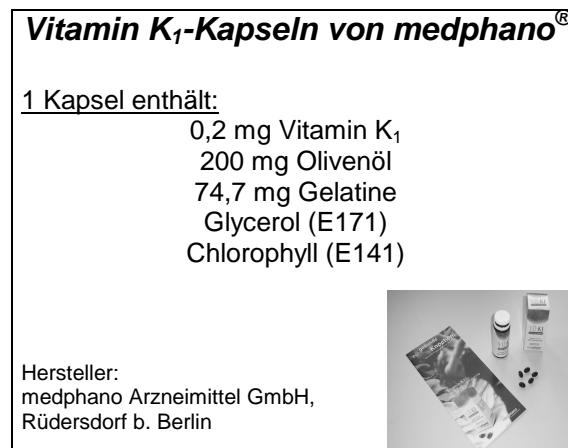 Vitamin K₁-Kapseln von medphano®
1 Kapsel enthält:
0,2 mg Vitamin K₁
200 mg Olivenöl
74,7 mg Gelatine
Glycerol (E171)
Chlorophyll (E141)
Hersteller:
medphano Arzneimittel GmbH,
Rüdersdorf b. Berlin